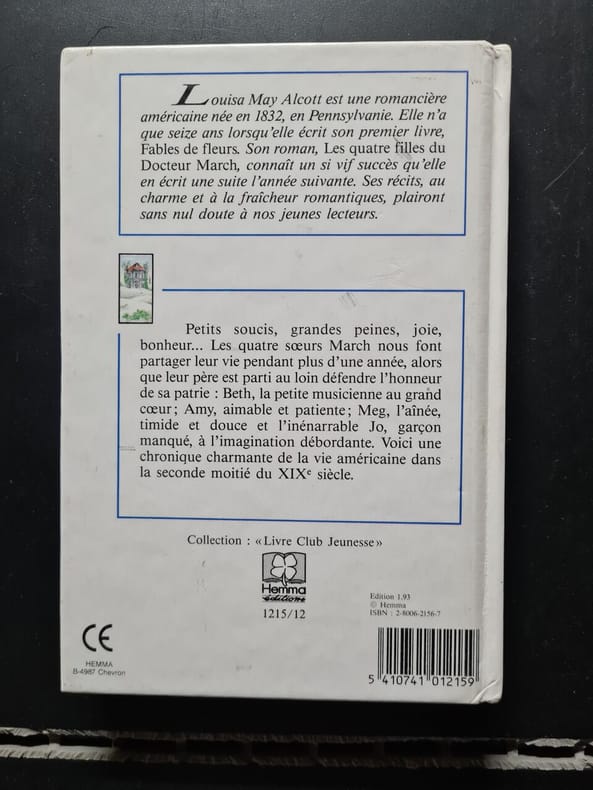 Louisa May Alcott est une romancière
américaine née en 1832, en Pennsylvanie. Elle n'a
que seize ans lorsqu'elle écrit son premier livre,
Fables de fleurs. Son roman, Les quatre filles du
Docteur March, connaît un si vif succès qu'elle
en écrit une suite l'année suivante. Ses récits, au
charme et à la fraîcheur romantiques, plairont
sans nul doute à nos jeunes lecteurs.
Petits soucis, grandes peines, joie,
bonheur... Les quatre sœurs March nous font
partager leur vie pendant plus d'une année, alors
que leur père est parti au loin défendre l'honneur
de sa patrie : Beth, la petite musicienne au grand
cœur ; Amy, aimable et patiente ; Meg, l'aînée,
timide et douce et l'inénarrable Jo, garçon
manqué, à l'imagination débordante. Voici une
chronique charmante de la vie américaine dans
la seconde moitié du XIXe siècle.
Collection : «Livre Club Jeunesse»
Hemma
éditions
1215/12
Edition 1.93
© Hemma
ISBN : 2-8006-2156-7
CE
HEMMA
B-4987 Chevron
5 410741 012159